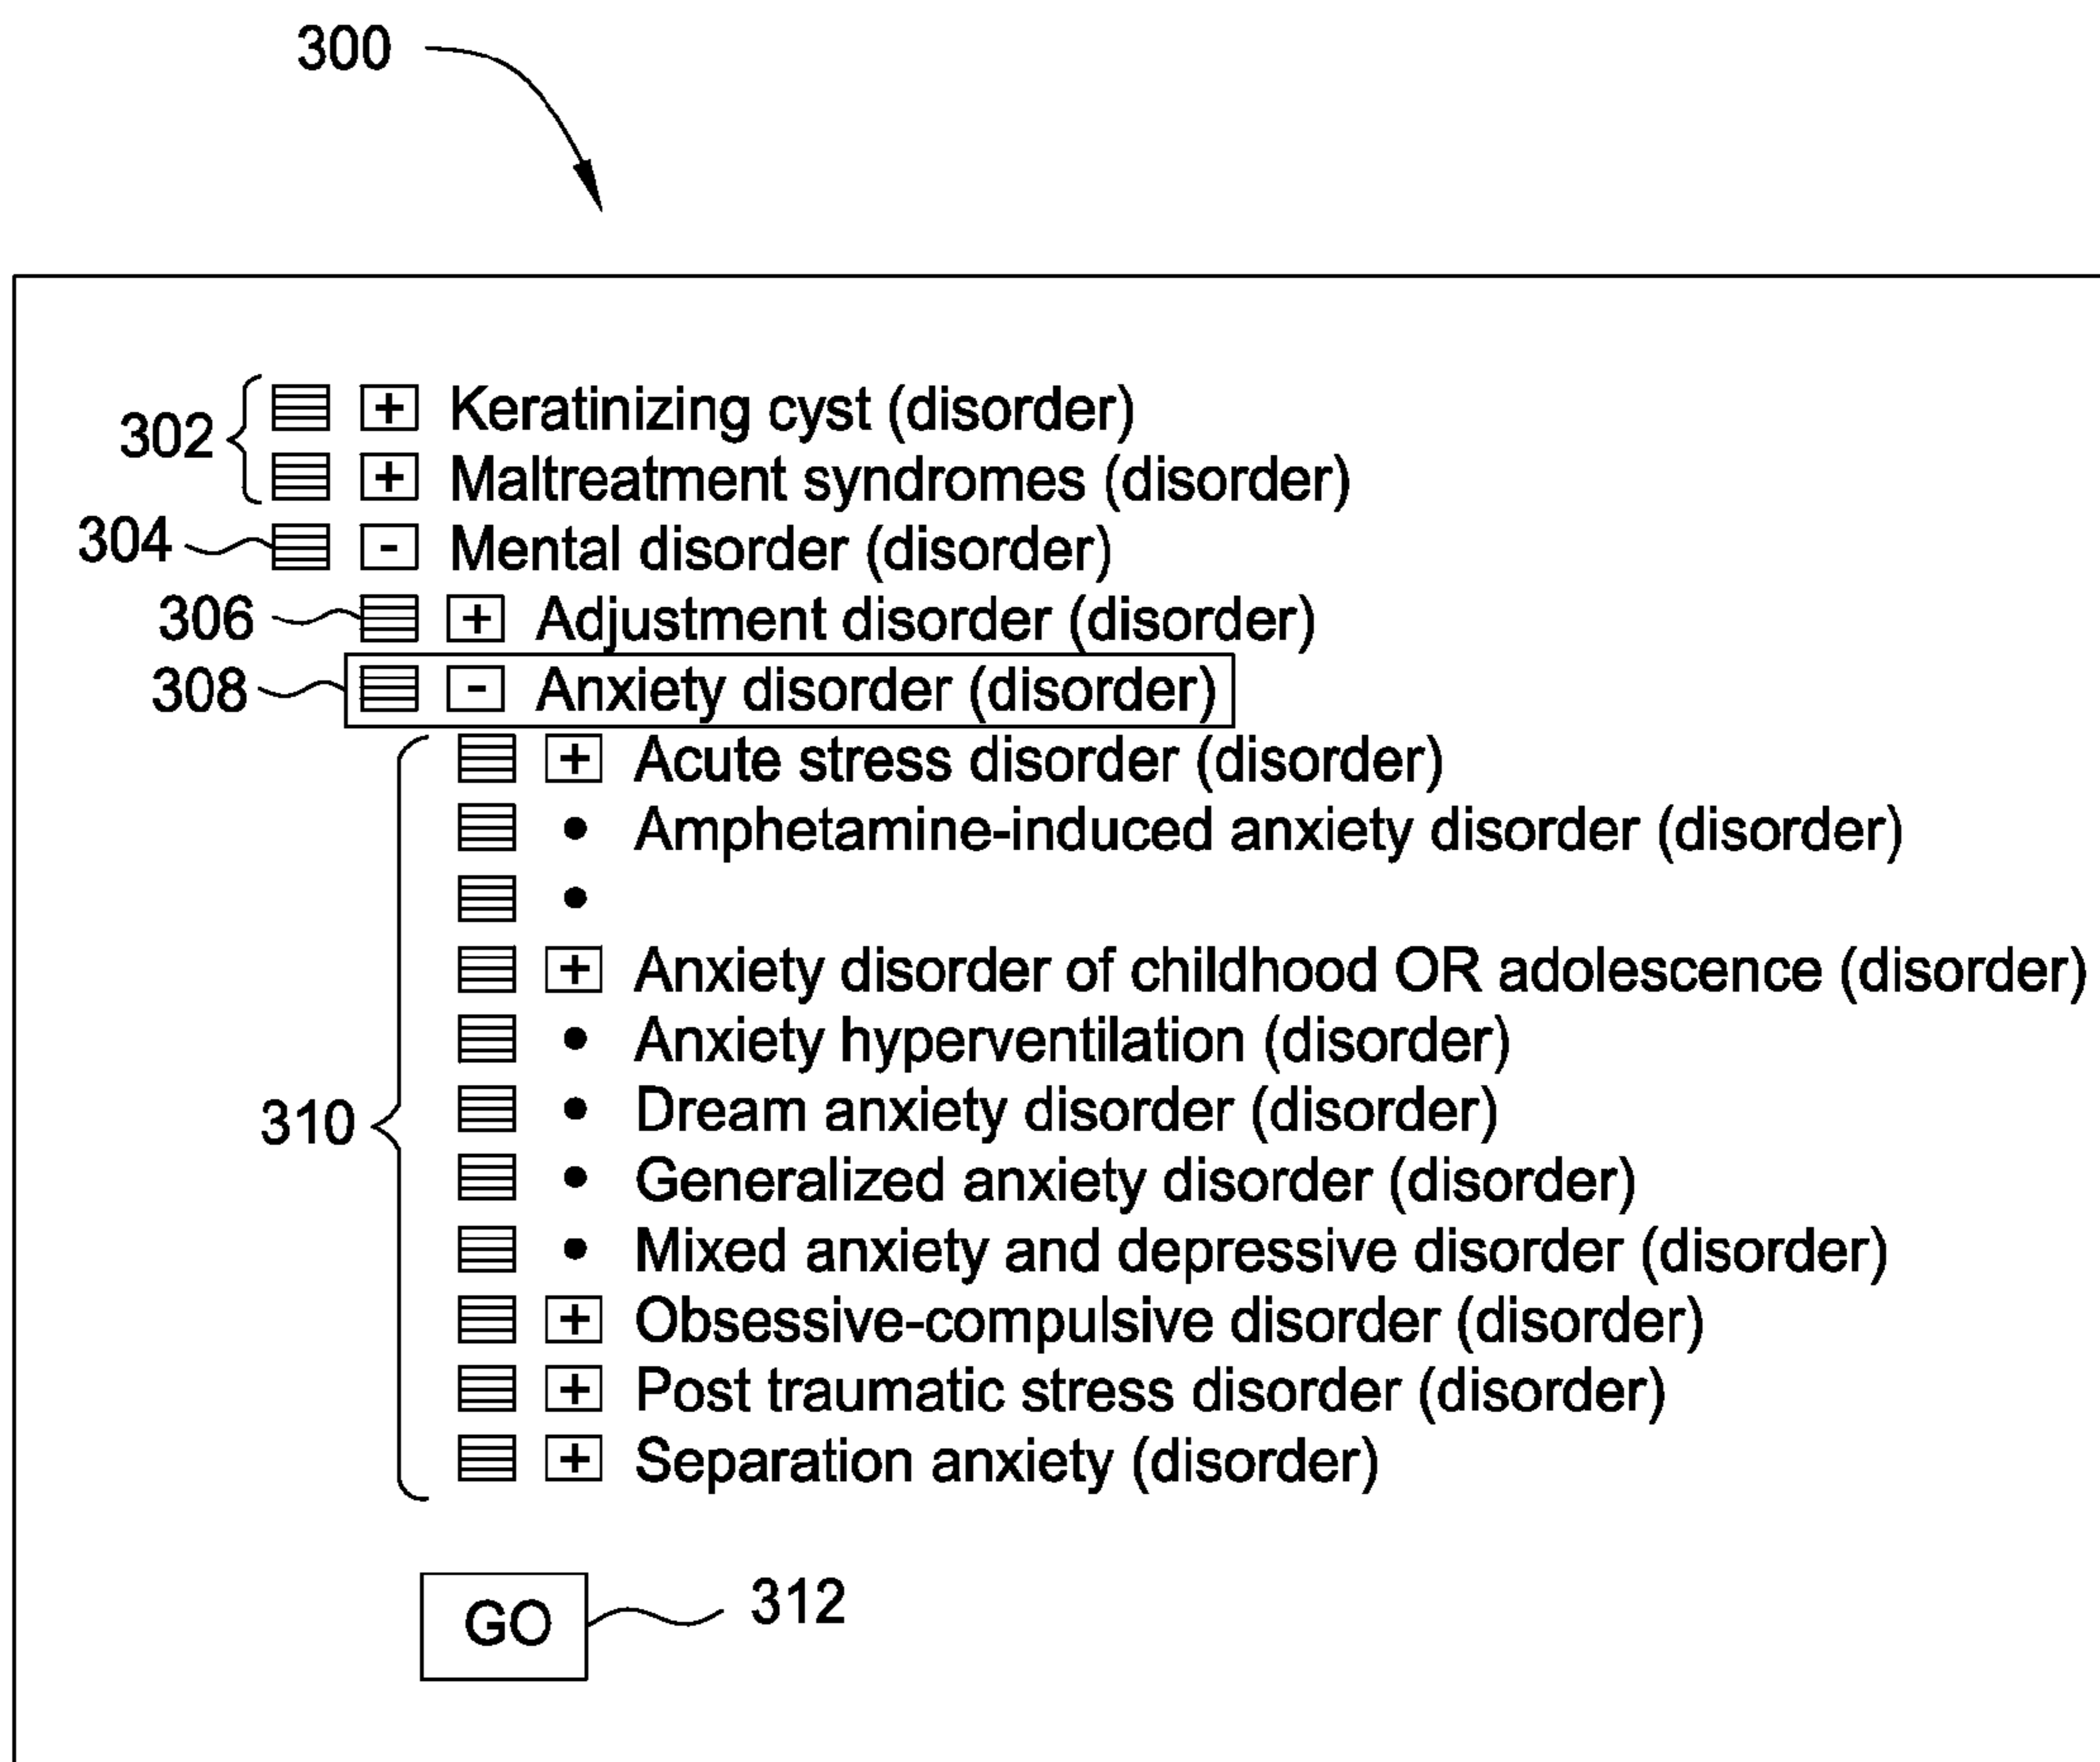 300
302
+ Keratinizing cyst (disorder)
+ Maltreatment syndromes (disorder)
304 - Mental disorder (disorder)
306 + Adjustment disorder (disorder)
308 - Anxiety disorder (disorder)
+ Acute stress disorder (disorder)
• Amphetamine-induced anxiety disorder (disorder)
•
+ Anxiety disorder of childhood OR adolescence (disorder)
• Anxiety hyperventilation (disorder)
310
• Dream anxiety disorder (disorder)
• Generalized anxiety disorder (disorder)
• Mixed anxiety and depressive disorder (disorder)
+ Obsessive-compulsive disorder (disorder)
+ Post traumatic stress disorder (disorder)
+ Separation anxiety (disorder)
GO 312